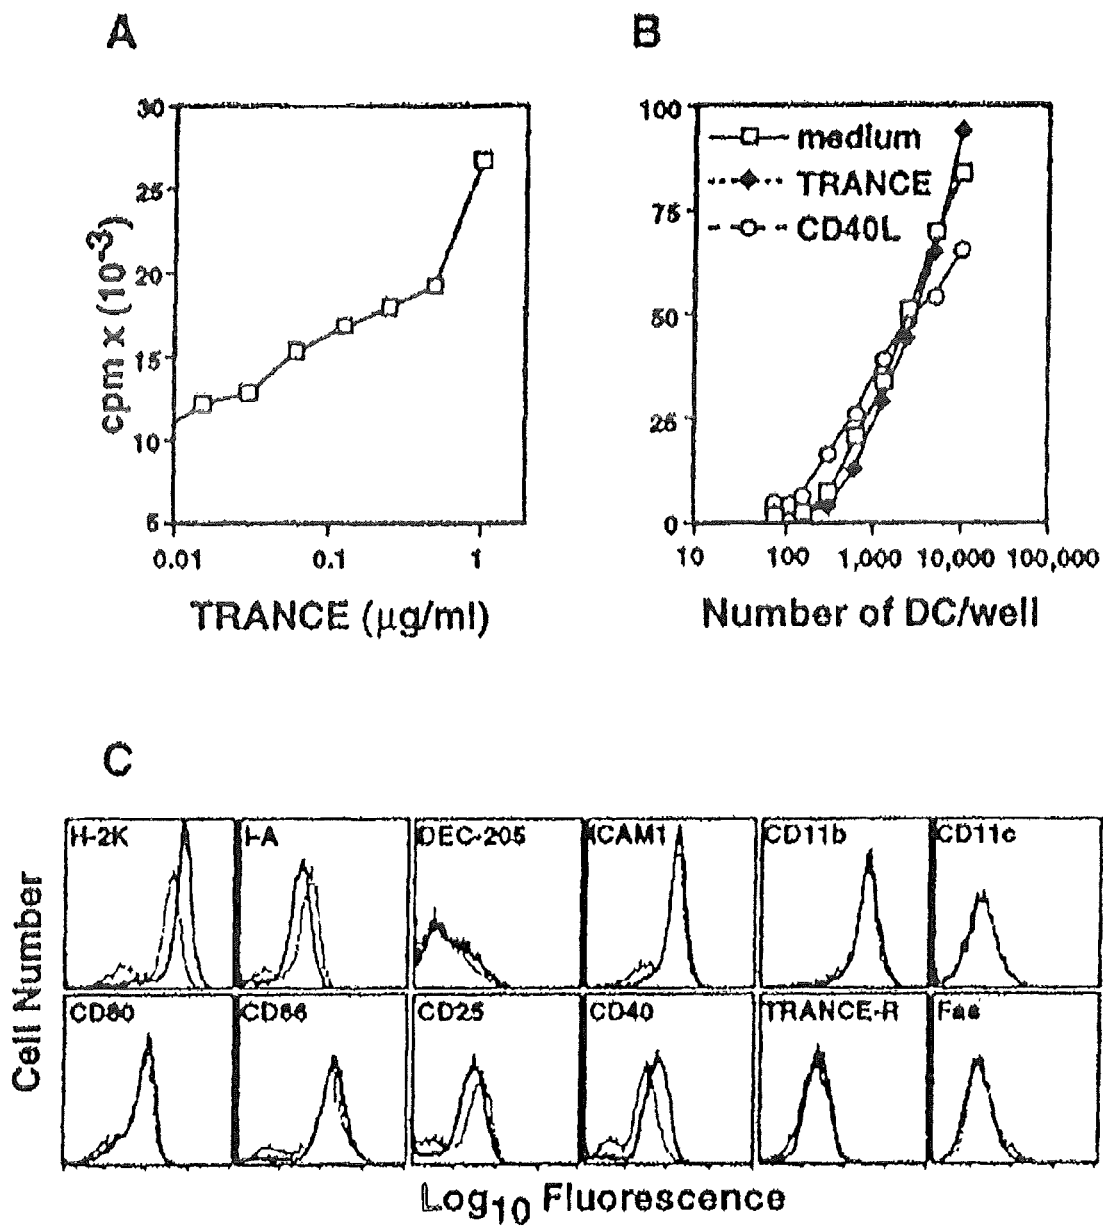 A
B
30
25
20
15
10
5
cpm x (10-3)
0.01
0.1
1
TRANCE (µg/ml)
100
75
50
25
0
medium
TRANCE
CD40L
10
100
1,000
10,000
100,000
Number of DC/well
C
Cell Number
H-2K
I-A
DEC-205
ICAM1
CD11b
CD11c
CD80
CD86
CD25
CD40
TRANCE-R
Fas
Log10 Fluorescence